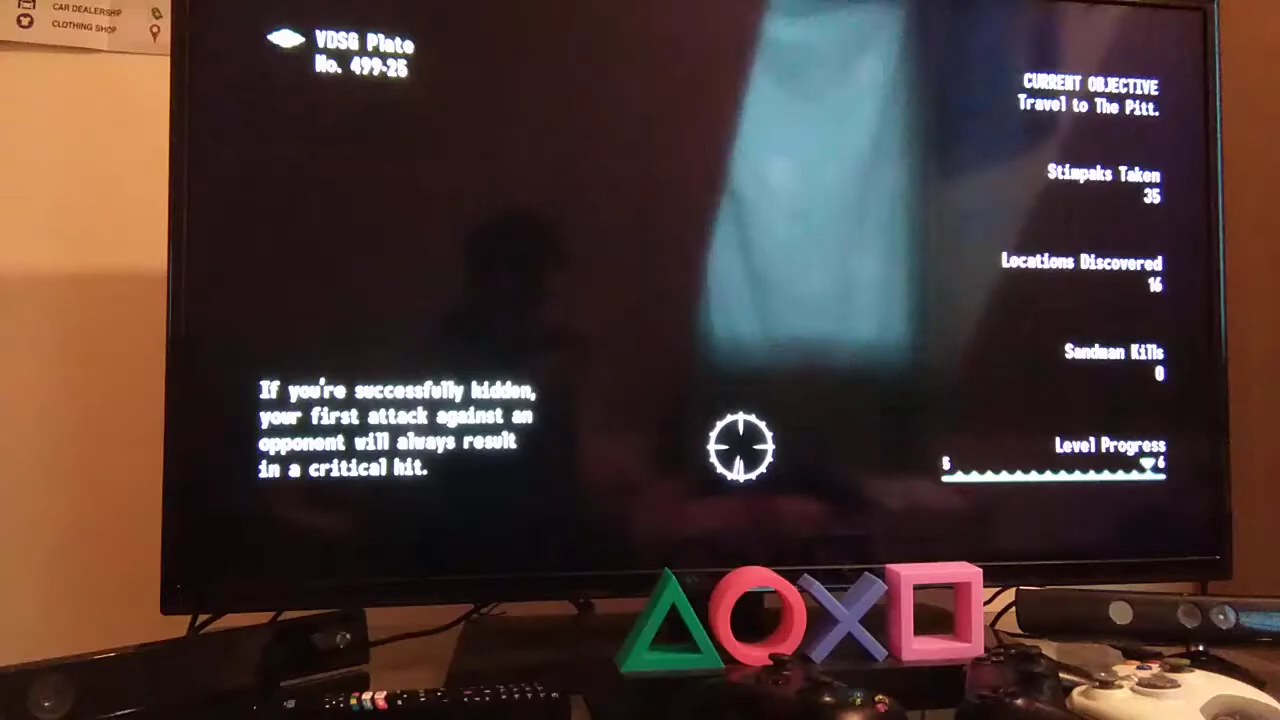 CAR DEALERSHIP
CLOTHING SHOP
VDSG Plate
No. 499-25
CURRENT OBJECTIVE
Travel to The Pitt.
Stimpaks Taken
35
Locations Discovered
16
Sandman Kills
0
If you're successfully hidden,
your first attack against an
opponent will always result
in a critical hit.
Level Progress
5 6